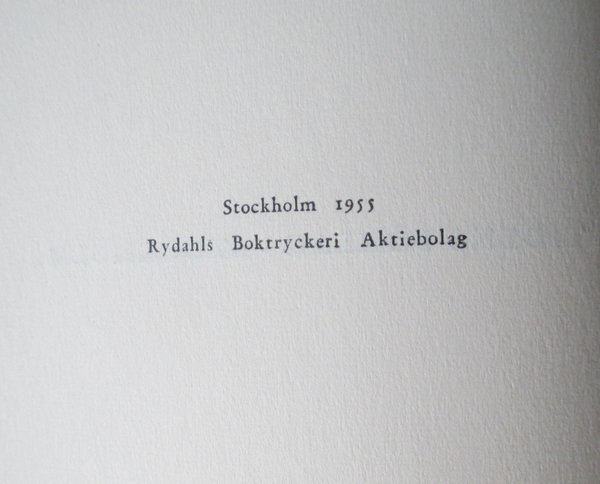 Stockholm 1955
Rydahls Boktryckeri Aktiebolag